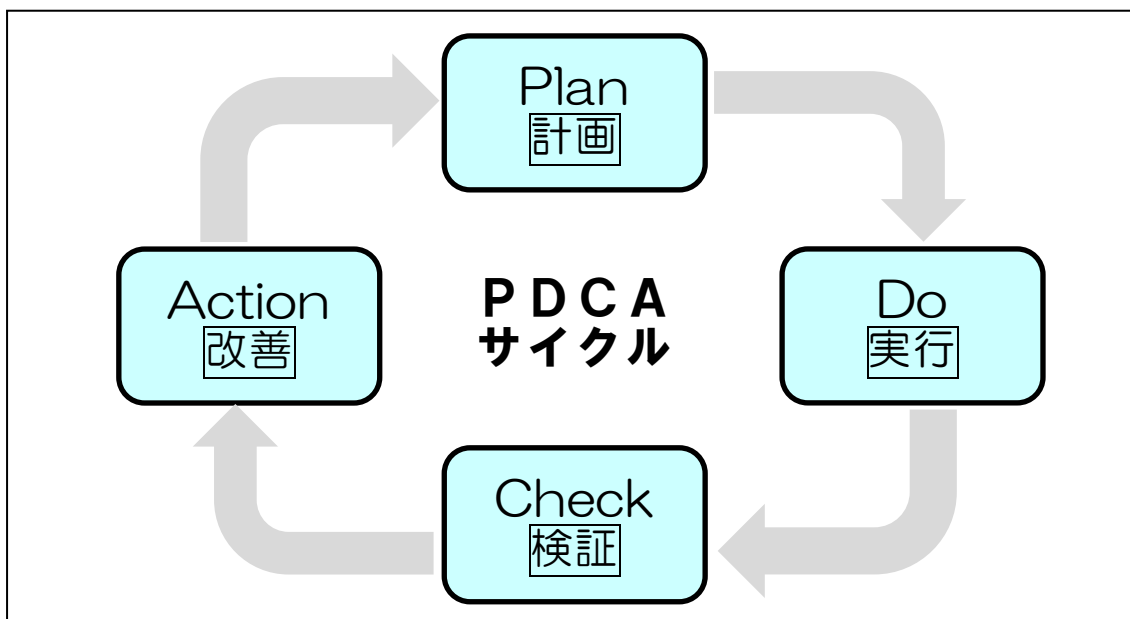 Plan
計画
Action
改善
PDCA
サイクル
Do
実行
Check
検証